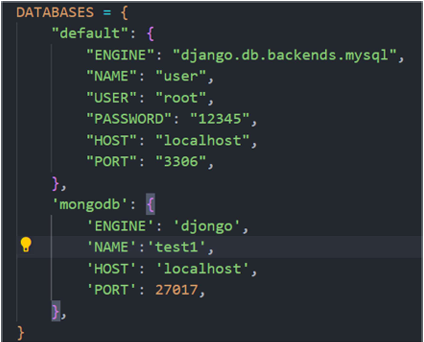 DATABASES = {
    "default": {
        "ENGINE": "django.db.backends.mysql",
        "NAME": "user",
        "USER": "root",
        "PASSWORD": "12345",
        "HOST": "localhost",
        "PORT": "3306",
    },
    'mongodb': {
        'ENGINE': 'djongo',
        'NAME':'test1',
        'HOST': 'localhost',
        'PORT': 27017,
    },
}